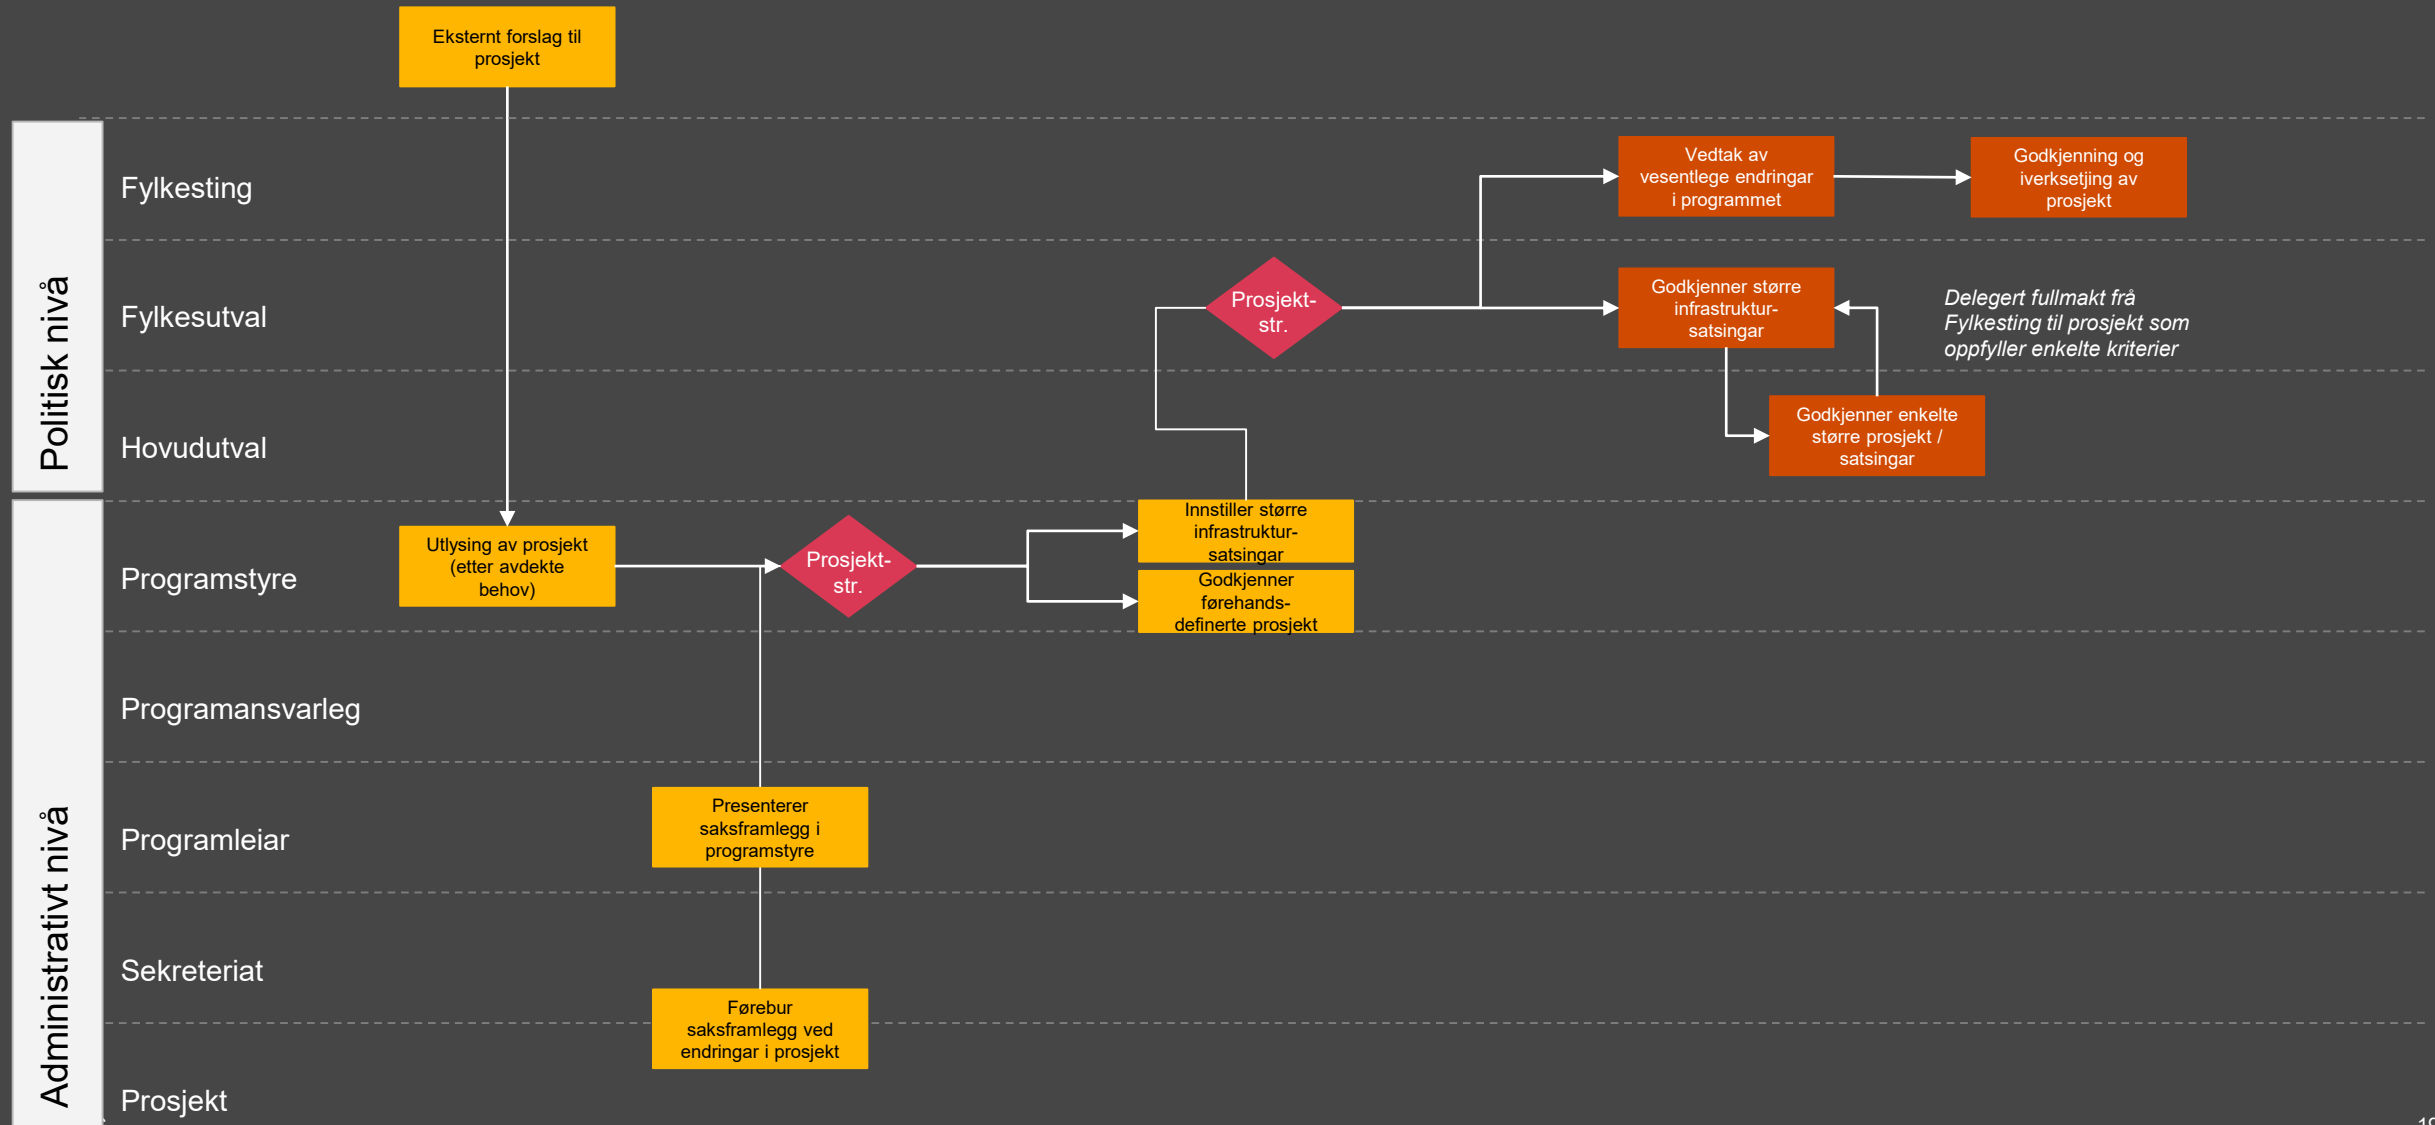 Eksternt forslag til
prosjekt
Politisk nivå
Fylkesting
Vedtak av
vesentlege endringar
i programmet
Godkjenning og
iverksetjing av
prosjekt
Fylkesutval
Prosjekt-
str.
Godkjenner større
infrastruktur-
satsingar
Delegert fullmakt frå
Fylkesting til prosjekt som
oppfyller enkelte kriterier
Hovudutval
Godkjenner enkelte
større prosjekt /
satsingar
Administrativt nivå
Programstyre
Utlysing av prosjekt
(etter avdekte
behov)
Prosjekt-
str.
Innstiller større
infrastruktur-
satsingar
Godkjenner
førehands-
definerte prosjekt
Programansvarleg
Programleiar
Presenterer
saksframlegg i
programstyre
Sekreteriat
Førebur
saksframlegg ved
endringar i prosjekt
Prosjekt